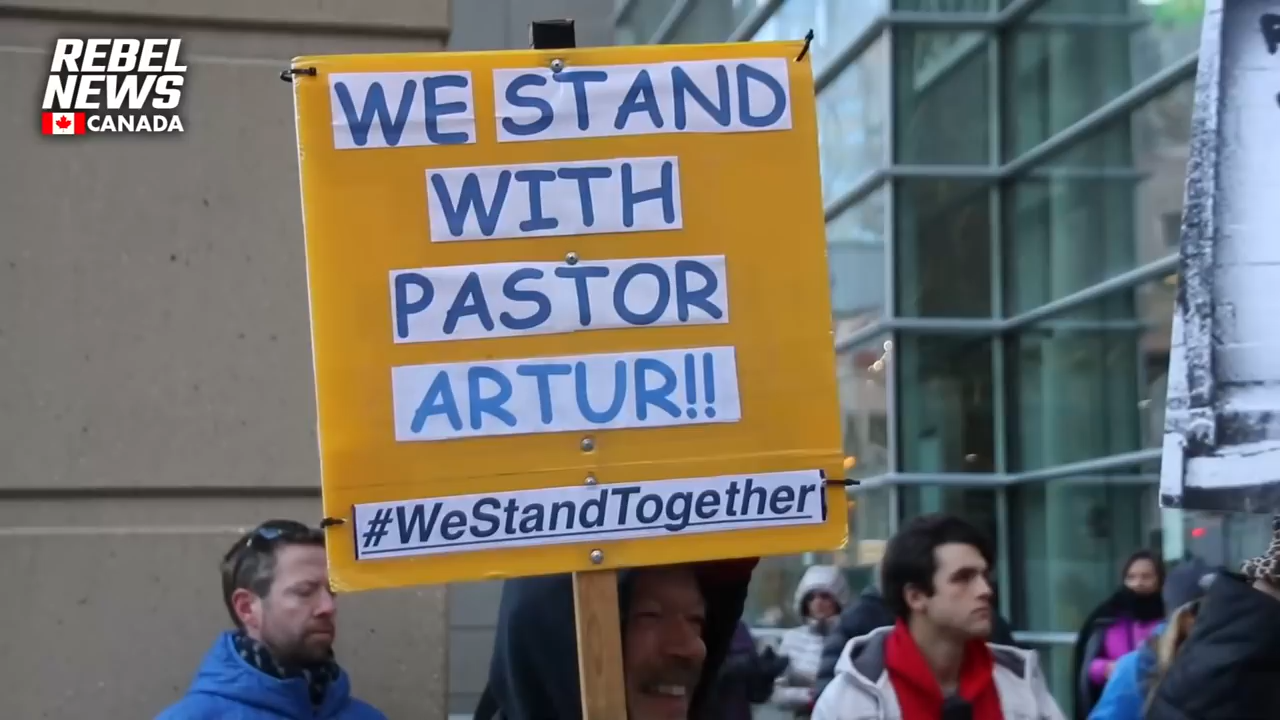 REBEL
NEWS
CANADA
WE STAND
WITH
PASTOR
ARTUR!!
#WeStandTogether